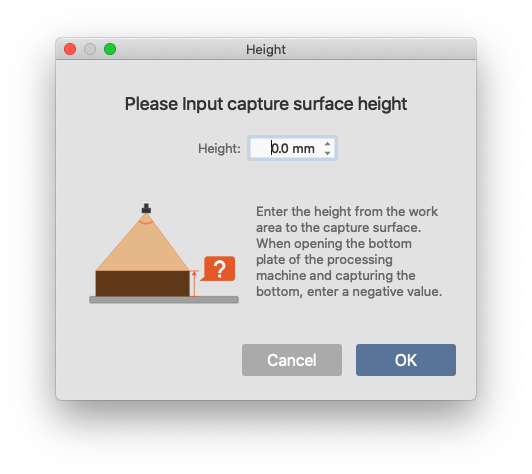 Height
Please Input capture surface height
Height: 0.0 mm
Enter the height from the work
area to the capture surface.
When opening the bottom
plate of the processing
machine and capturing the
bottom, enter a negative value.
?
Cancel OK